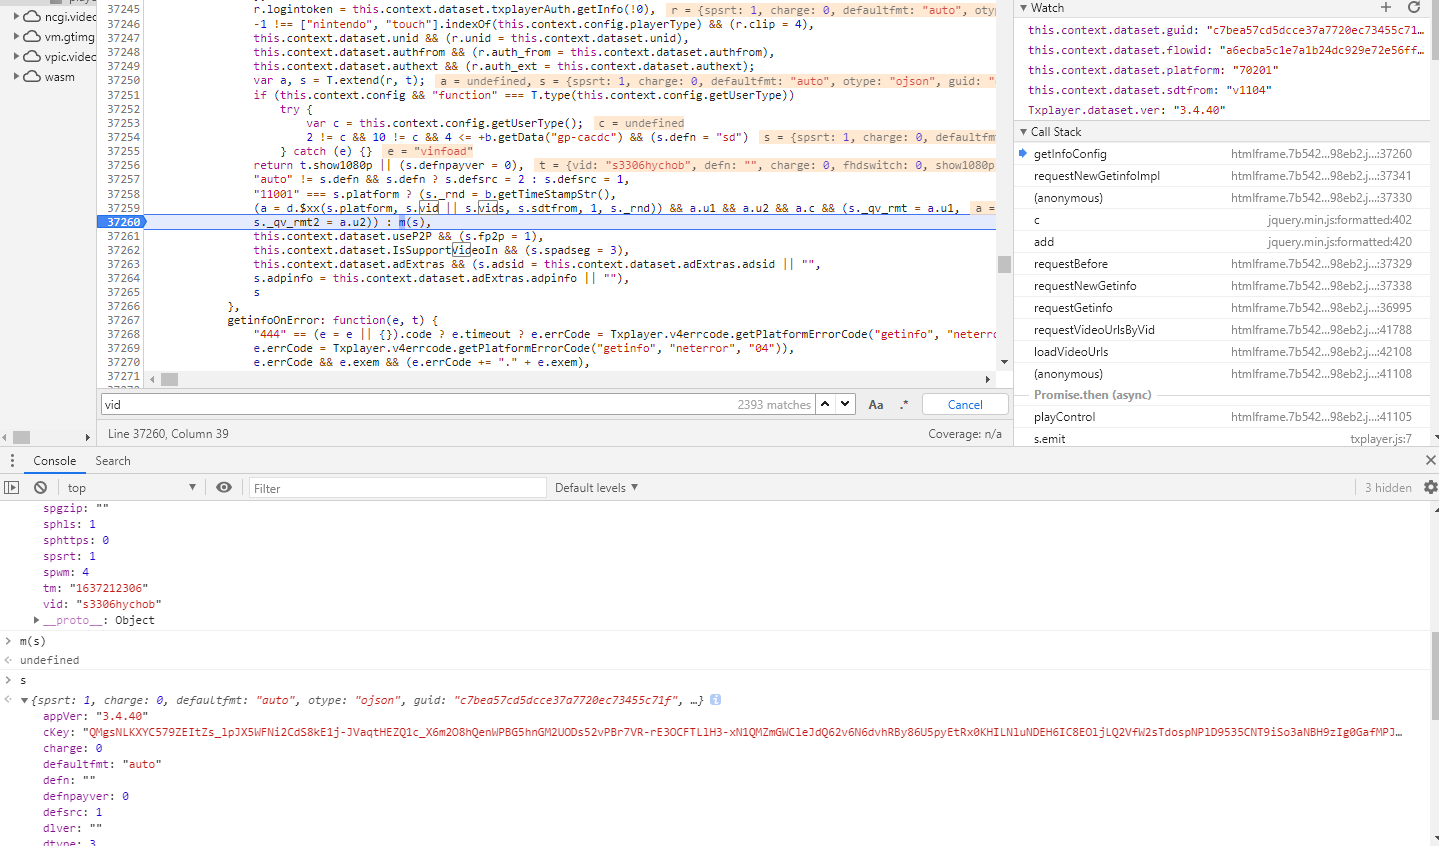 ncgi.video
vm.gtimg
vpic.video
wasm
37245 r.logintoken = this.context.dataset.txplayerAuth.getInfo(!0), r = {spsrt: 1, charge: 0, defaultfmt: "auto", otyp
37246 -1 !== ["nintendo", "touch"].indexOf(this.context.config.playerType) && (r.clip = 4),
37247 this.context.dataset.unid && (r.unid = this.context.dataset.unid),
37248 this.context.dataset.authfrom && (r.auth_from = this.context.dataset.authfrom),
37249 this.context.dataset.authext && (r.auth_ext = this.context.dataset.authext);
37250 var a, s = T.extend(r, t); a = undefined, s = {spsrt: 1, charge: 0, defaultfmt: "auto", otype: "ojson", guid: "
37251 if (this.context.config && "function" === T.type(this.context.config.getUserType))
37252 try {
37253 var c = this.context.config.getUserType(); c = undefined
37254 2 != c && 10 != c && 4 <= +b.getData("gp-cacdc") && (s.defn = "sd") s = {spsrt: 1, charge: 0, defaultfm
37255 } catch (e) {} e = "vinfoad"
37256 return t.show1080p || (s.defnpayver = 0), t = {vid: "s3306hychob", defn: "", charge: 0, fhdswitch: 0, show1080p
37257 "auto" != s.defn && s.defn ? s.defsrc = 2 : s.defsrc = 1,
37258 "11001" === s.platform ? (s._rnd = b.getTimeStampStr(),
37259 (a = d.$xx(s.platform, s.vid || s.vids, s.sdtfrom, 1, s._rnd)) && a.u1 && a.u2 && a.c && (s._qv_rmt = a.u1, a =
37260 s._qv_rmt2 = a.u2)) : m(s),
37261 this.context.dataset.useP2P && (s.fp2p = 1),
37262 this.context.dataset.IsSupportVideoIn && (s.spadseg = 3),
37263 this.context.dataset.adExtras && (s.adsid = this.context.dataset.adExtras.adsid || "",
37264 s.adpinfo = this.context.dataset.adExtras.adpinfo || ""),
37265 s
37266 },
37267 getinfoOnError: function(e, t) {
37268 "444" == (e = e || {}).code ? e.timeout ? e.errCode = Txplayer.v4errcode.getPlatformErrorCode("getinfo", "neterro
37269 e.errCode = Txplayer.v4errcode.getPlatformErrorCode("getinfo", "neterror", "04")),
37270 e.errCode && e.exem && (e.errCode += "." + e.exem),
37271
vid 2393 matches Aa .* Cancel
Line 37260, Column 39 Coverage: n/a
Watch
this.context.dataset.guid: "c7bea57cd5dcce37a7720ec73455c71…
this.context.dataset.flowid: "a6ecba5c1e7a1b24dc929e72e56ff…
this.context.dataset.platform: "70201"
this.context.dataset.sdtfrom: "v1104"
Txplayer.dataset.ver: "3.4.40"
Call Stack
getInfoConfig htmlframe.7b542...98eb2.j...:37260
requestNewGetinfoImpl htmlframe.7b542...98eb2.j...:37341
(anonymous) htmlframe.7b542...98eb2.j...:37330
c jquery.min.js:formatted:402
add jquery.min.js:formatted:420
requestBefore htmlframe.7b542...98eb2.j...:37329
requestNewGetinfo htmlframe.7b542...98eb2.j...:37338
requestGetinfo htmlframe.7b542...98eb2.j...:36995
requestVideoUrlsByVid htmlframe.7b542...98eb2.j...:41788
loadVideoUrls htmlframe.7b542...98eb2.j...:42108
(anonymous) htmlframe.7b542...98eb2.j...:41108
Promise.then (async)
playControl htmlframe.7b542...98eb2.j...:41105
s.emit txplayer.js:7
Console Search
top Filter Default levels 3 hidden
spgzip: ""
sphls: 1
sphttps: 0
spsrt: 1
spwm: 4
tm: "1637212306"
vid: "s3306hychob"
__proto__: Object
m(s)
undefined
s
{spsrt: 1, charge: 0, defaultfmt: "auto", otype: "ojson", guid: "c7bea57cd5dcce37a7720ec73455c71f", …}
appVer: "3.4.40"
cKey: "QMgsNLKXYC579ZEItZs_lpJX5WFNi2CdS8kE1j-JVaqtHEZQ1c_X6m2O8hQenWPBG5hnGM2UODs52vPBr7VR-rE3OCFTLlH3-xN1QMZmGWCleJdQ62v6N6dvhRBy86U5pyEtRx0KHILNluNDEH6IC8EOljLQ2VfW2sTdospNPlD9535CNT9iSo3aNBH9zIg0GafMPJ…
charge: 0
defaultfmt: "auto"
defn: ""
defnpayver: 0
defsrc: 1
dlver: ""
dtype: 3